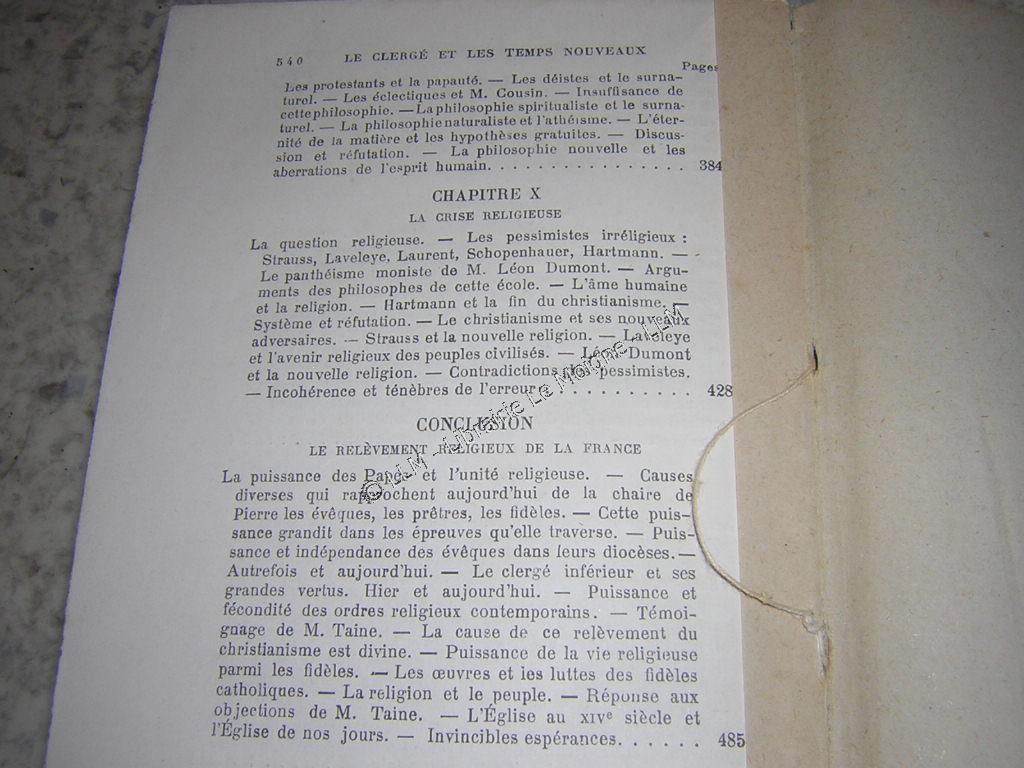 540 LE CLERGÉ ET LES TEMPS NOUVEAUX
Pages
Les protestants et la papauté. — Les déistes et le surna-
turel. — Les éclectiques et M. Cousin. — Insuffisance de
cette philosophie. — La philosophie spiritualiste et le surna-
turel. — La philosophie naturaliste et l'athéisme. — L'éter-
nité de la matière et les hypothèses gratuites. — Discus-
sion et réfutation. — La philosophie nouvelle et les
aberrations de l'esprit humain. . . . . . . . . . . . . . . . 384
CHAPITRE X
LA CRISE RELIGIEUSE
La question religieuse. — Les pessimistes irréligieux :
Strauss, Laveleye, Laurent, Schopenhauer, Hartmann. —
Le panthéisme moniste de M. Léon Dumont. — Argu-
ments des philosophes de cette école. — L'âme humaine
et la religion. — Hartmann et la fin du christianisme. —
Système et réfutation. — Le christianisme et ses nouveaux
adversaires. — Strauss et la nouvelle religion. — Laveleye
et l'avenir religieux des peuples civilisés. — Léon Dumont
et la nouvelle religion. — Contradictions des pessimistes.
— Incohérence et ténèbres de l'erreur. . . . . . . . . . . 428
CONCLUSION
LE RELÈVEMENT RELIGIEUX DE LA FRANCE
La puissance des Papes et l'unité religieuse. — Causes
diverses qui rapprochent aujourd'hui de la chaire de
Pierre les évêques, les prêtres, les fidèles. — Cette puis-
sance grandit dans les épreuves qu'elle traverse. — Puis-
sance et indépendance des évêques dans leurs diocèses. —
Autrefois et aujourd'hui. — Le clergé inférieur et ses
grandes vertus. Hier et aujourd'hui. — Puissance et
fécondité des ordres religieux contemporains. — Témoi-
gnage de M. Taine. — La cause de ce relèvement du
christianisme est divine. — Puissance de la vie religieuse
parmi les fidèles. — Les œuvres et les luttes des fidèles
catholiques. — La religion et le peuple. — Réponse aux
objections de M. Taine. — L'Église au XIVe siècle et
l'Église de nos jours. — Invincibles espérances. . . . . . 485
© LLM - Librairie Le Moigne - LLM